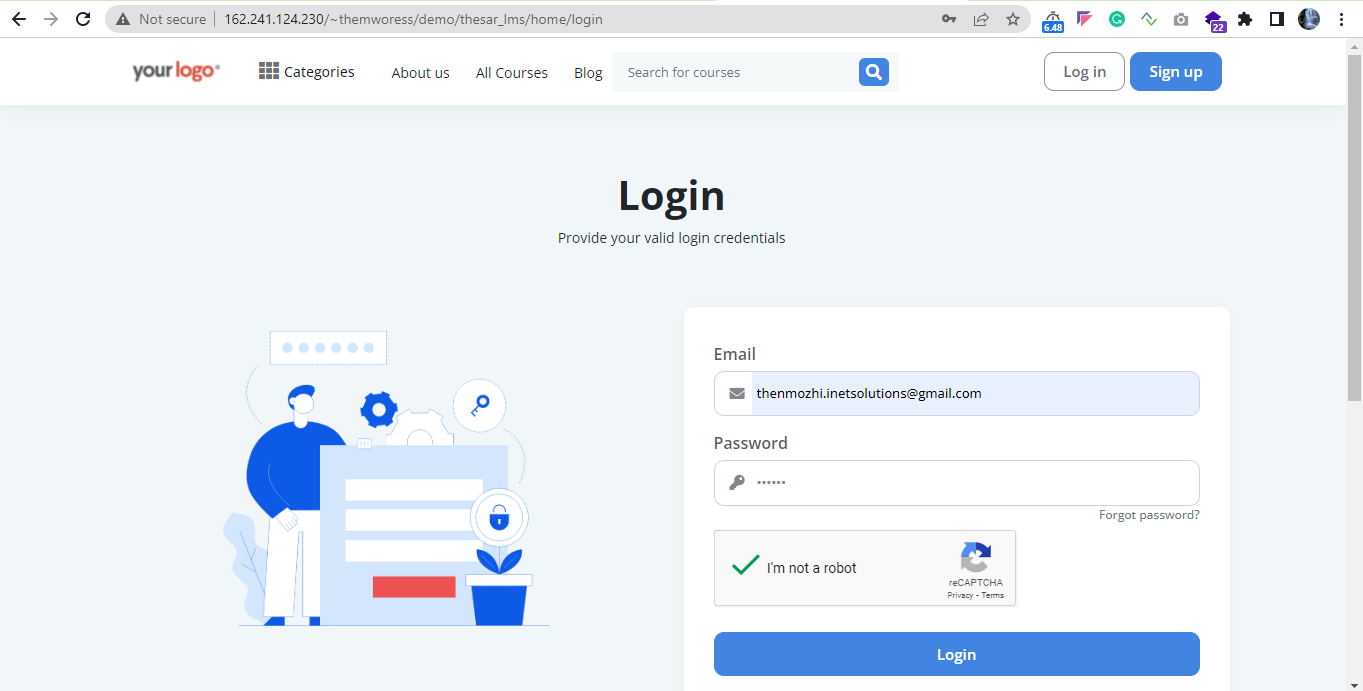 Not secure 162.241.124.230/~themworess/demo/thesar_lms/home/login
6.48
22
your logo
Categories About us All Courses Blog Search for courses Log in Sign up
Login
Provide your valid login credentials
Email
thenmozhi.inetsolutions@gmail.com
Password
••••••
Forgot password?
I'm not a robot
reCAPTCHA
Privacy - Terms
Login